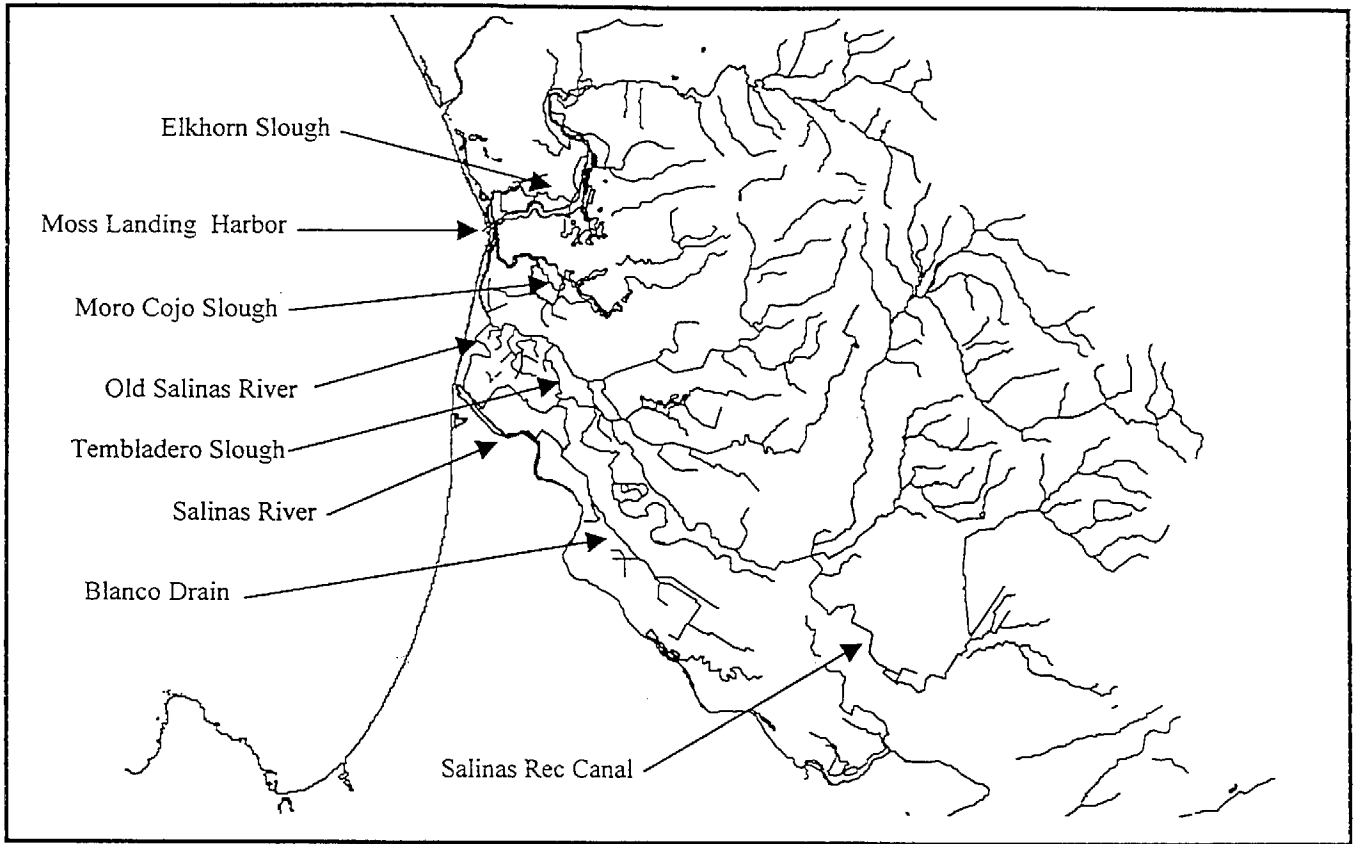 Elkhorn Slough
Moss Landing Harbor
Moro Cojo Slough
Old Salinas River
Tembladero Slough
Salinas River
Blanco Drain
Salinas Rec Canal